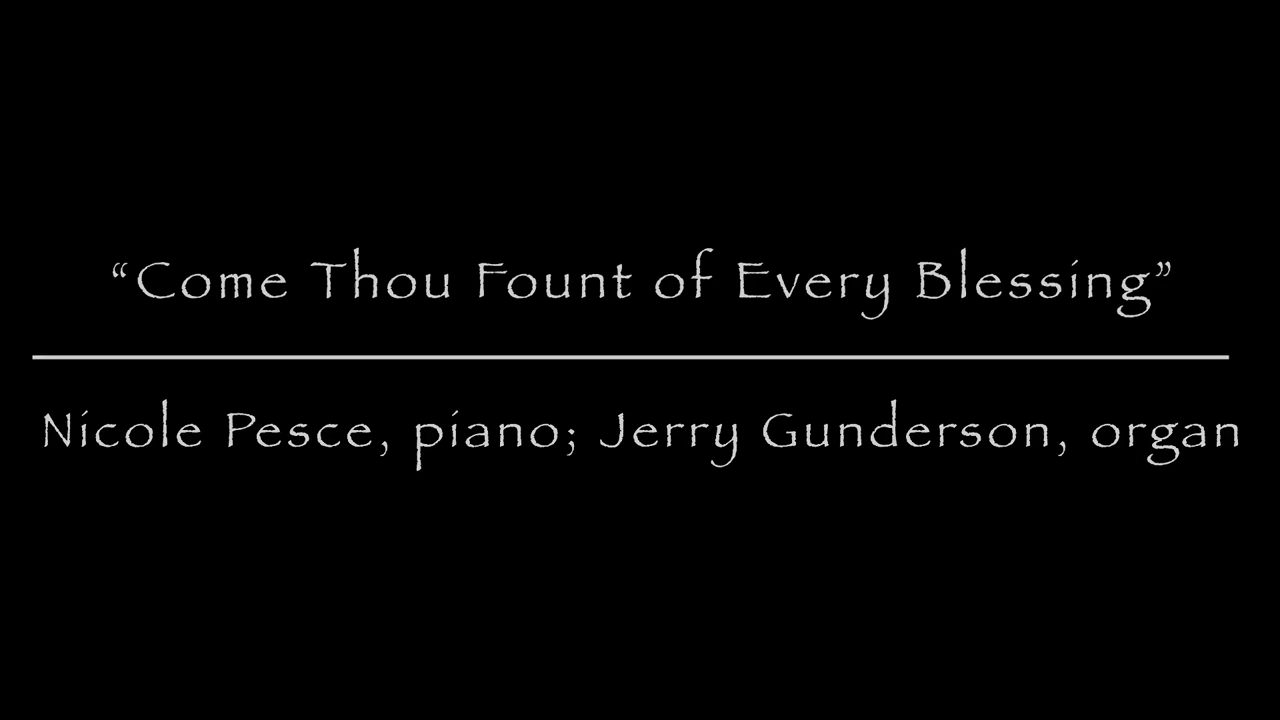 “Come Thou Fount of Every Blessing”
Nicole Pesce, piano; Jerry Gunderson, organ